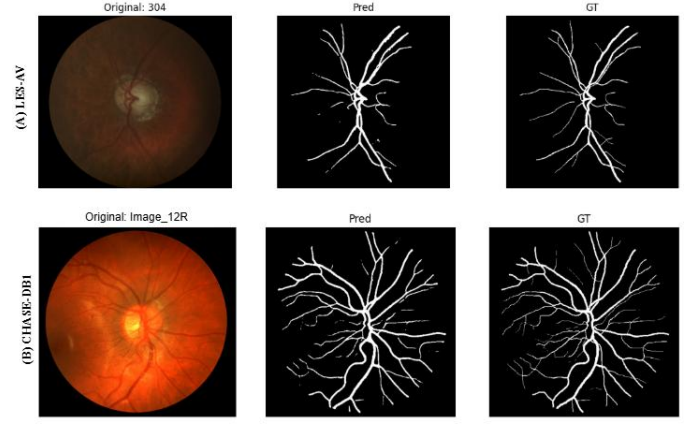 Original: 304 Pred GT
(A) LES-AV
Original: Image_12R Pred GT
(B) CHASE-DB1